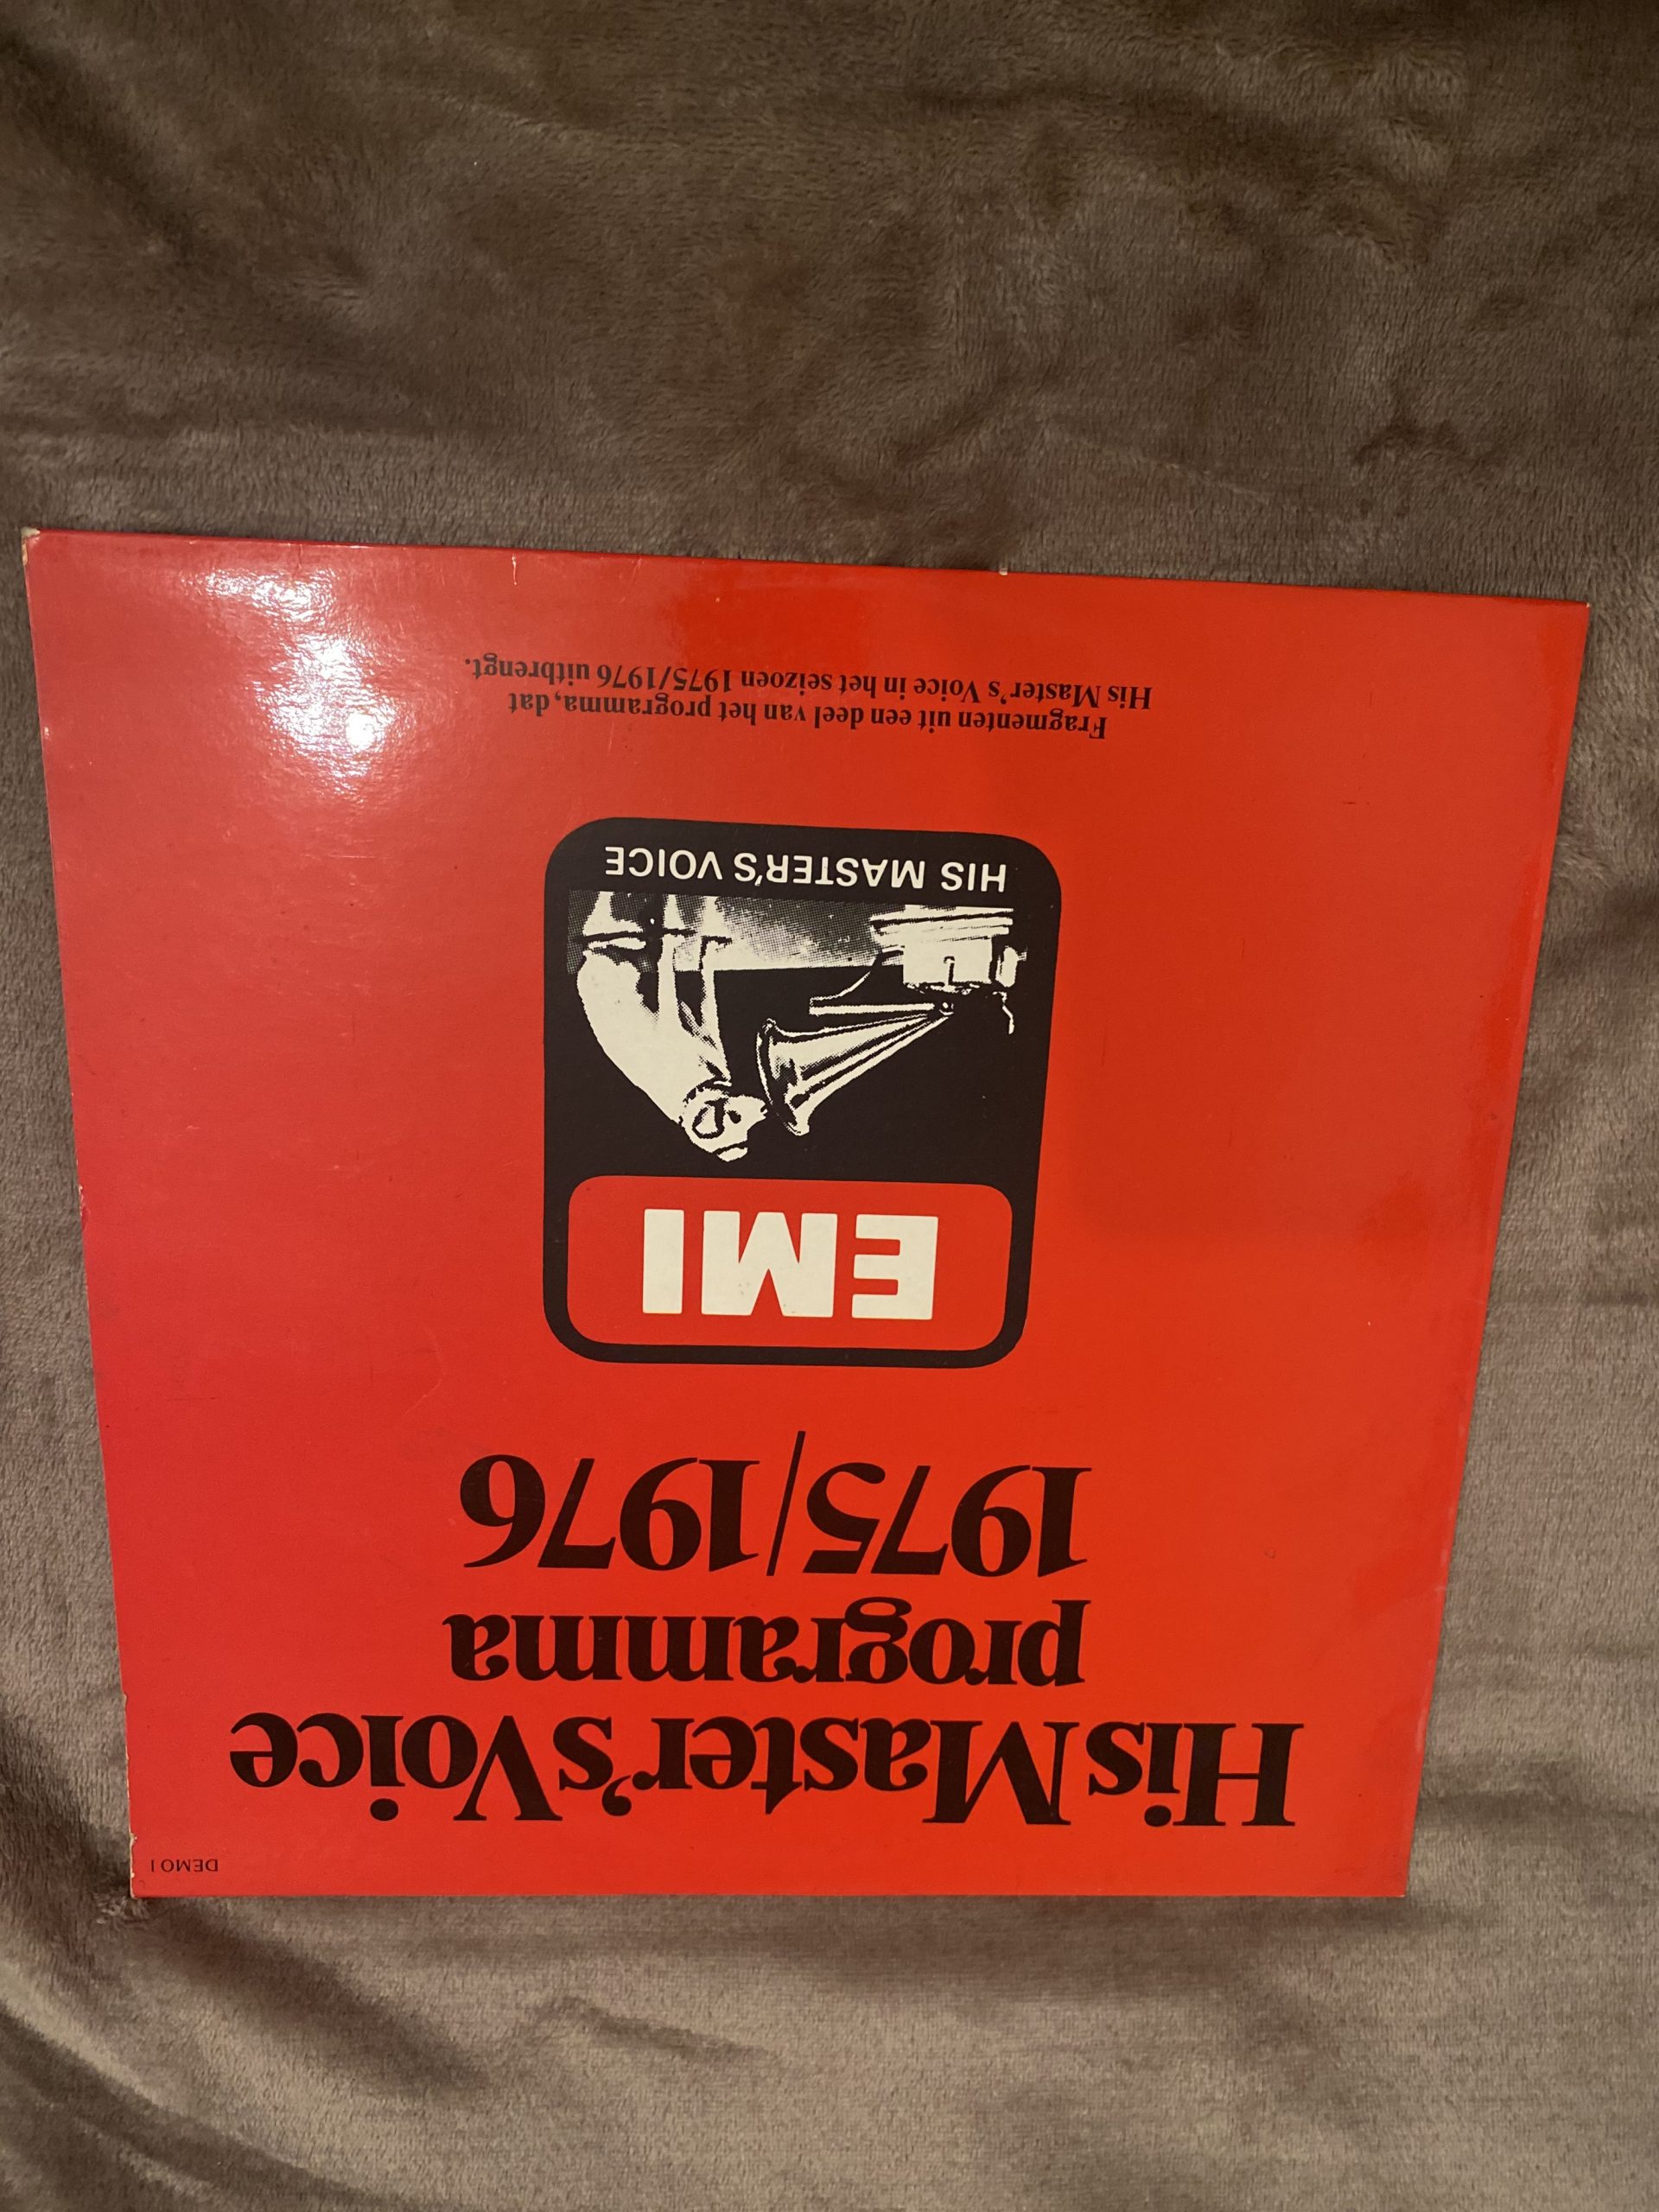 DEMO 1
His Master's Voice
programma
1975/1976
EMI
HIS MASTER'S VOICE
Fragmenten uit een deel van het programma, dat
His Master's Voice in het seizoen 1975/1976 uitbrengt.